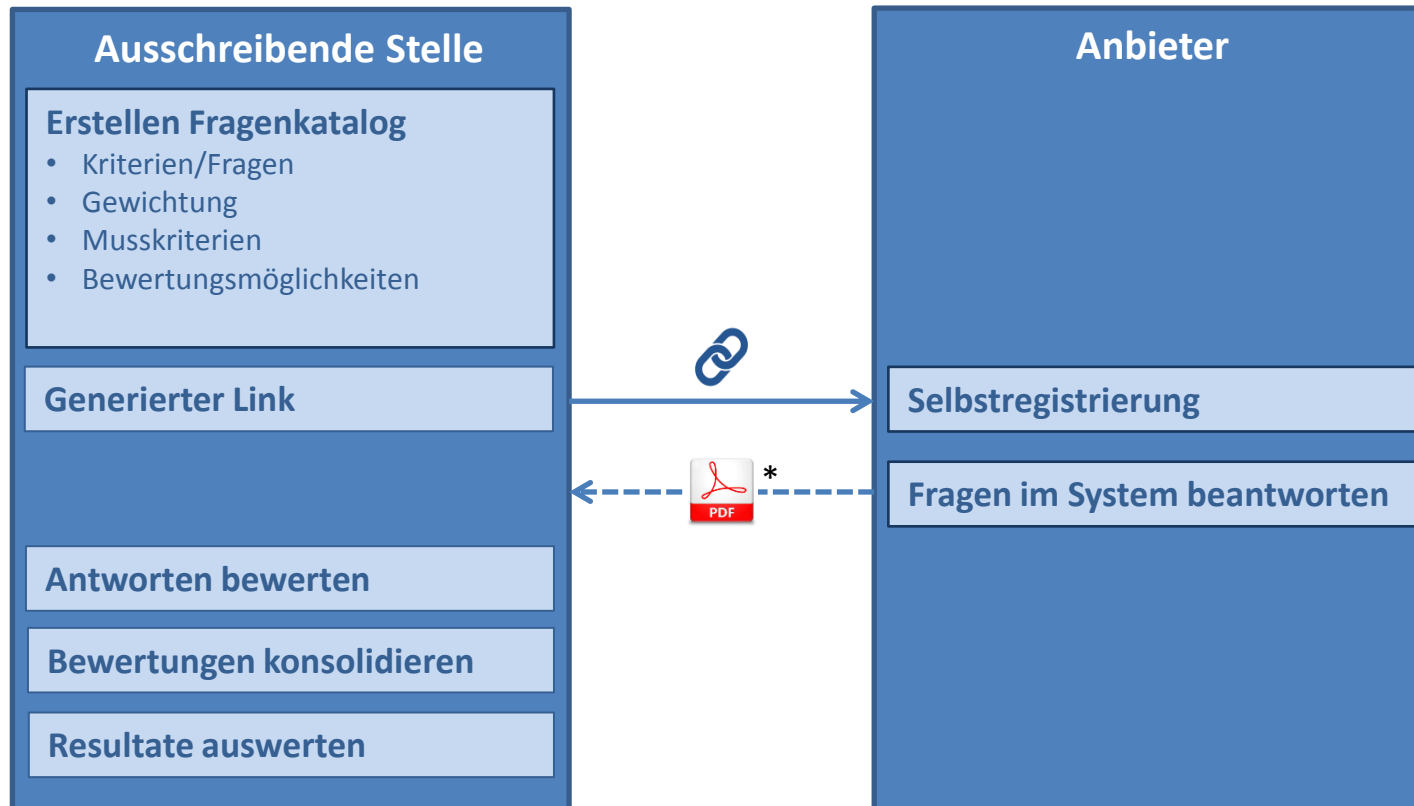 Ausschreibende Stelle
Erstellen Fragenkatalog
• Kriterien/Fragen
• Gewichtung
• Musskriterien
• Bewertungsmöglichkeiten
Generierter Link
Antworten bewerten
Bewertungen konsolidieren
Resultate auswerten
PDF
*
Anbieter
Selbstregistrierung
Fragen im System beantworten